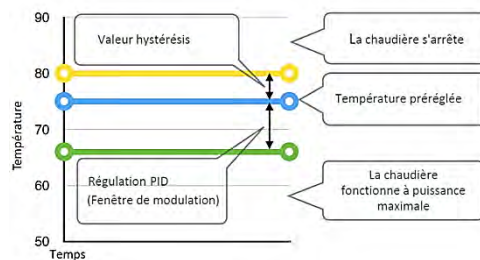 90
Valeur hystérésis
La chaudière s'arrête
80
Température préréglée
70
Température
Régulation PID
(Fenêtre de modulation)
60
La chaudière
fonctionne à puissance
maximale
50
Temps